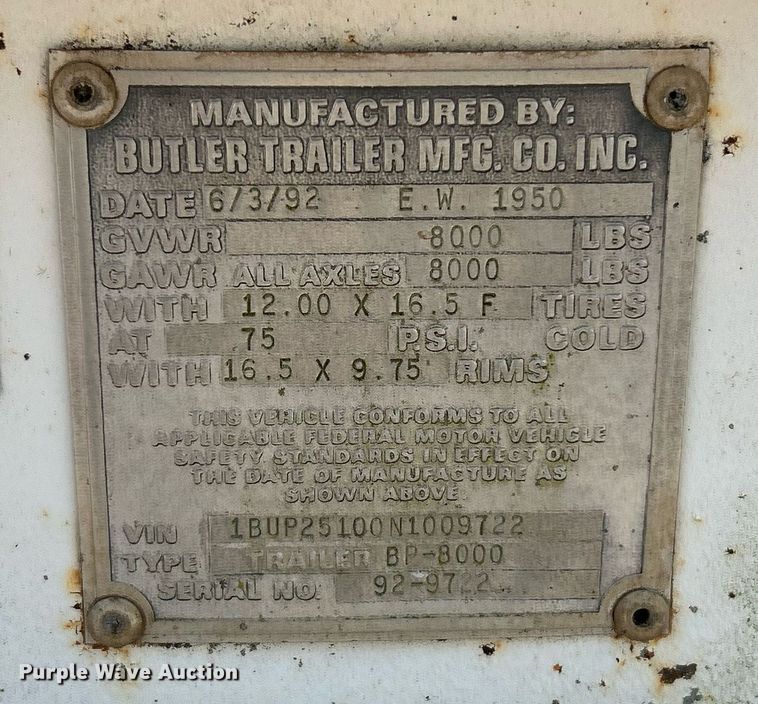 MANUFACTURED BY:
BUTLER TRAILER MFG. CO. INC.
DATE 6/3/92 E.W. 1950
GVWR 8000 LBS
GAWR ALL AXLES 8000 LBS
WITH 12.00 X 16.5 F TIRES
AT 75 P.S.I. COLD
WITH 16.5 X 9.75 RIMS
THIS VEHICLE CONFORMS TO ALL
APPLICABLE FEDERAL MOTOR VEHICLE
SAFETY STANDARDS IN EFFECT ON
THE DATE OF MANUFACTURE AS
SHOWN ABOVE.
VIN 1BUP25100N1009722
TYPE TRAILER BP-8000
SERIAL NO. 92-9722
Purple Wave Auction